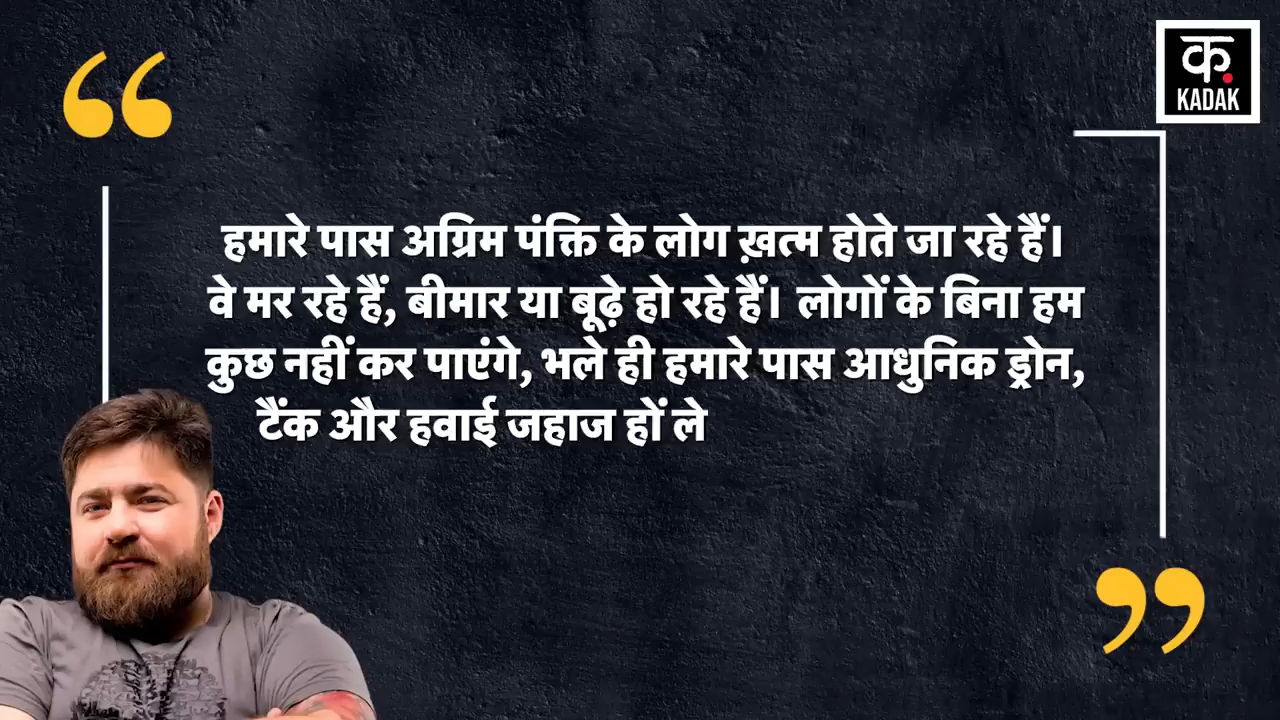 क
KADAK
हमारे पास अग्रिम पंक्ति के लोग ख़त्म होते जा रहे हैं।
वे मर रहे हैं, बीमार या बूढ़े हो रहे हैं। लोगों के बिना हम
कुछ नहीं कर पाएंगे, भले ही हमारे पास आधुनिक ड्रोन,
टैंक और हवाई जहाज हों ले